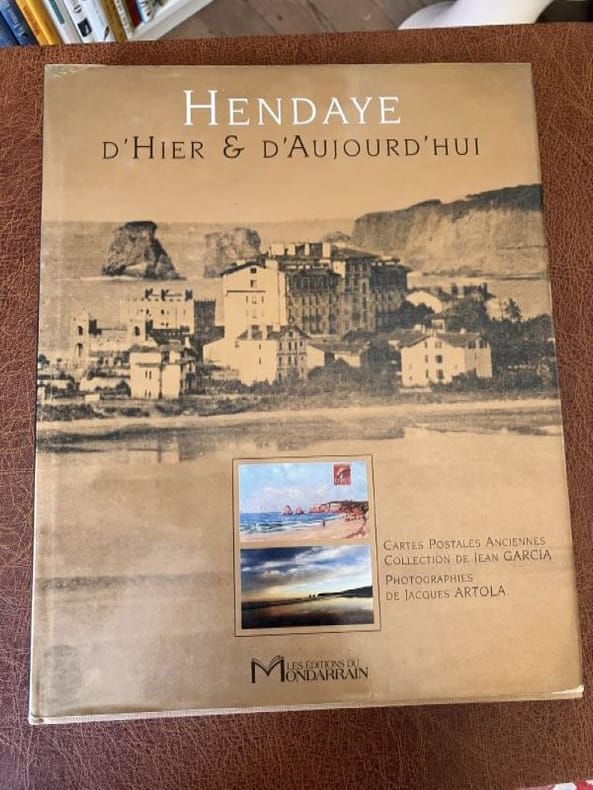 HENDAYE
D'HIER & D'AUJOURD'HUI
CARTES POSTALES ANCIENNES
COLLECTION DE JEAN GARCIA
PHOTOGRAPHIES
DE JACQUES ARTOLA
LES ÉDITIONS DU
MONDARRAIN